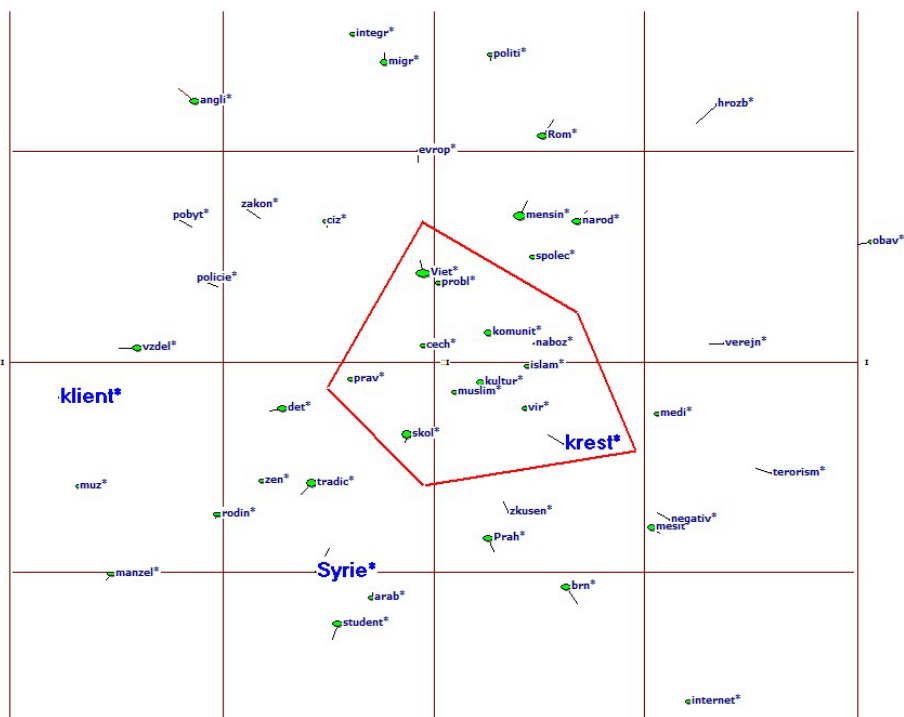 integr*
politi*
migr*
angli*
hrozb*
Rom*
evrop*
zakon*
pobyt*
ciz*
mensin*
narod*
obav*
spolec*
Viet*
probl*
policie*
komunit*
cech*
naboz*
verejn*
vzdel*
I
I
I
islam*
prav*
kultur*
muslim*
klient*
det*
vir*
medi*
skol*
krest*
terorism*
zen*
tradic*
muz*
rodin*
zkusen*
negativ*
mesit*
Prah*
Syrie*
manzel*
brn*
arab*
student*
internet*